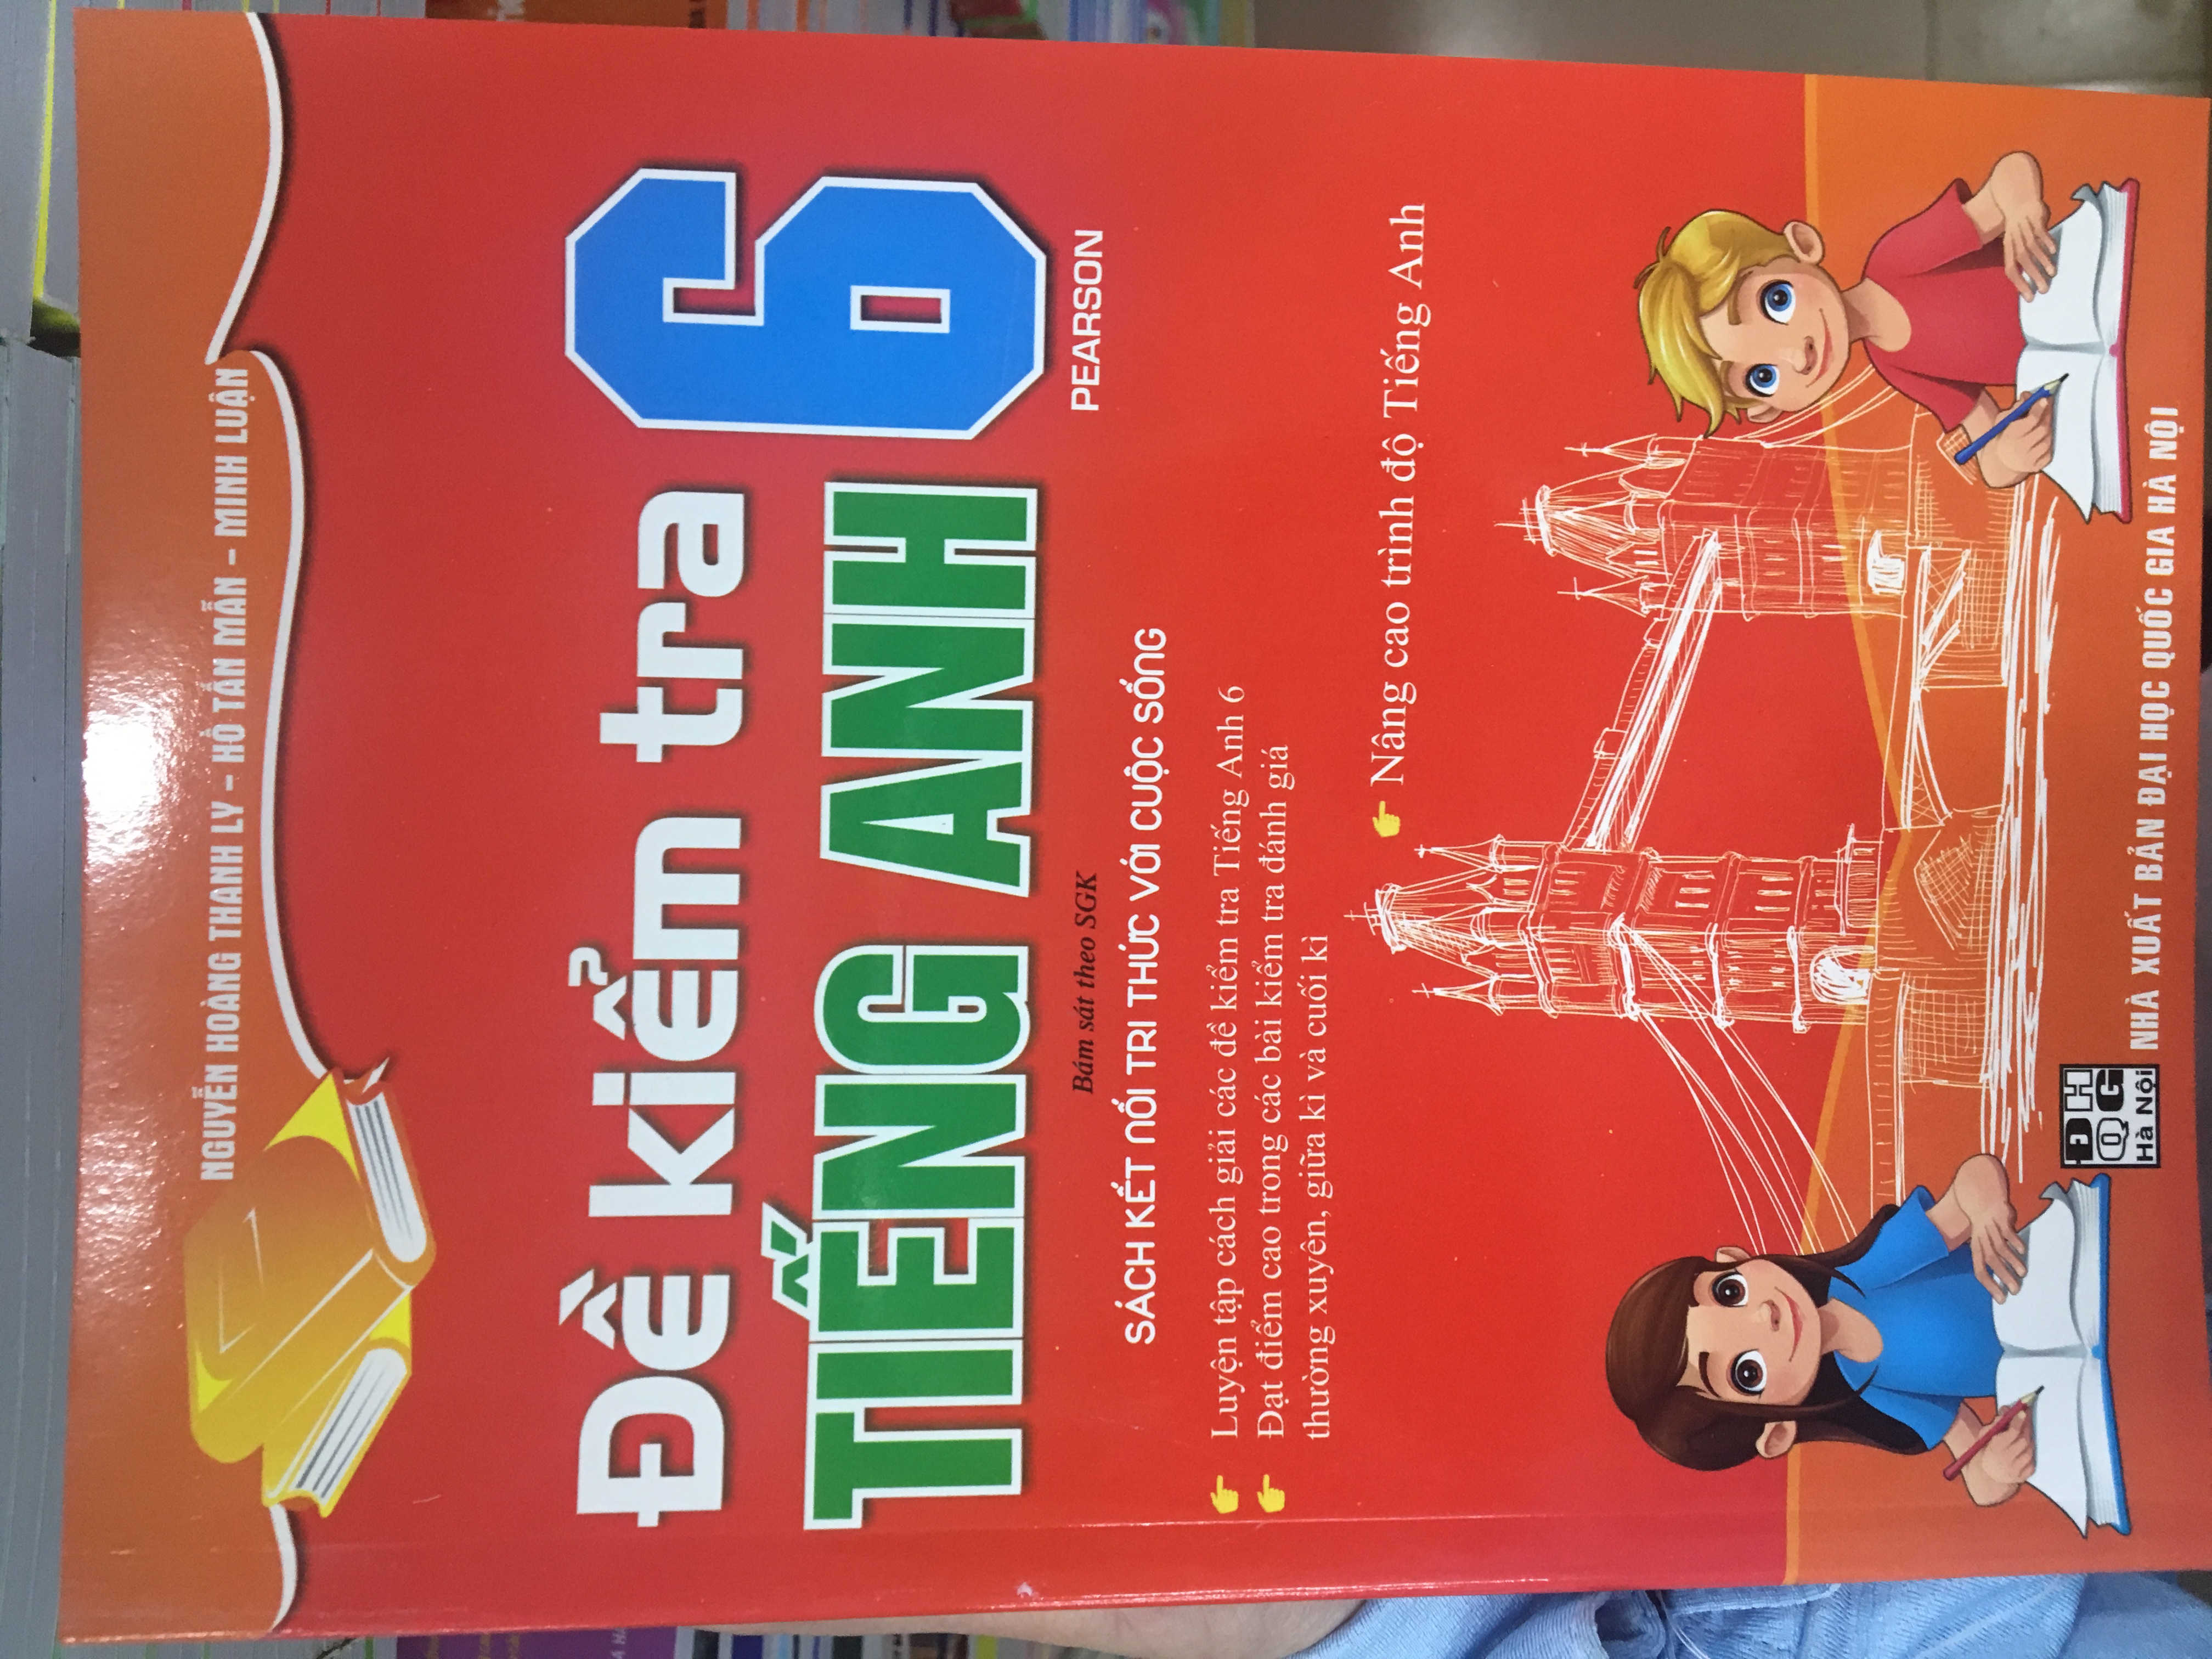 NGUYỄN HOÀNG THANH LY – HỒ TẤN MẪN – MINH LUẬN
Đề kiểm tra
TIẾNG ANH
6
PEARSON
Bám sát theo SGK
SÁCH KẾT NỐI TRI THỨC VỚI CUỘC SỐNG
Luyện tập cách giải các đề kiểm tra Tiếng Anh 6
Đạt điểm cao trong các bài kiểm tra đánh giá
thường xuyên, giữa kì và cuối kì
Nâng cao trình độ Tiếng Anh
ĐH
QG
Hà Nội
NHÀ XUẤT BẢN ĐẠI HỌC QUỐC GIA HÀ NỘI